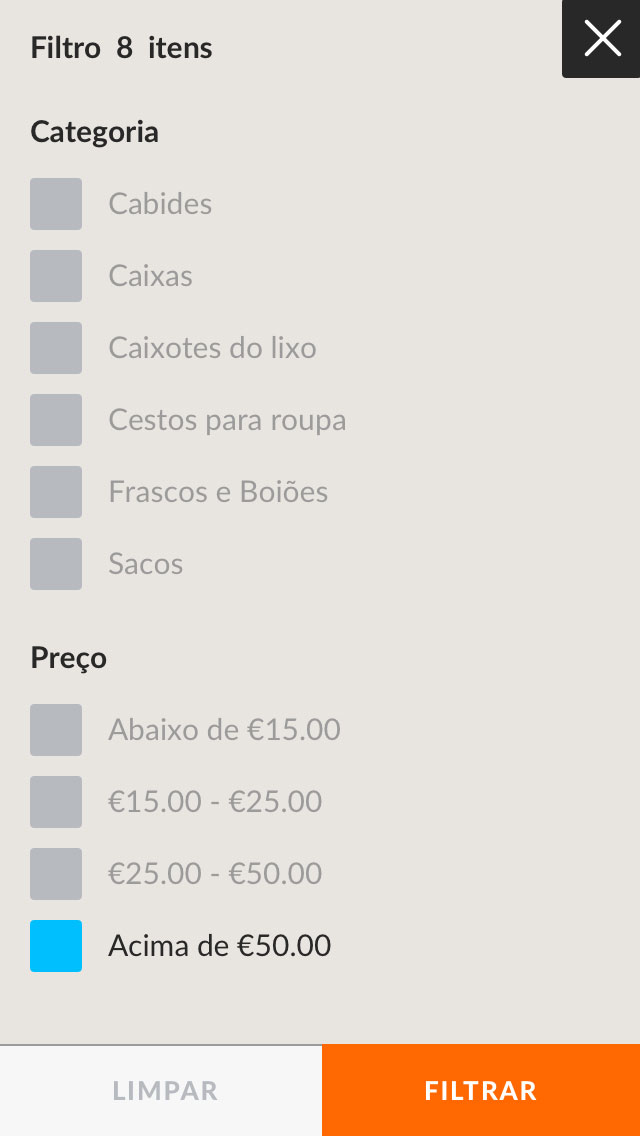 Filtro 8 itens
Categoria
Cabides
Caixas
Caixotes do lixo
Cestos para roupa
Frascos e Boiões
Sacos
Preço
Abaixo de €15.00
€15.00 - €25.00
€25.00 - €50.00
Acima de €50.00
LIMPAR
FILTRAR